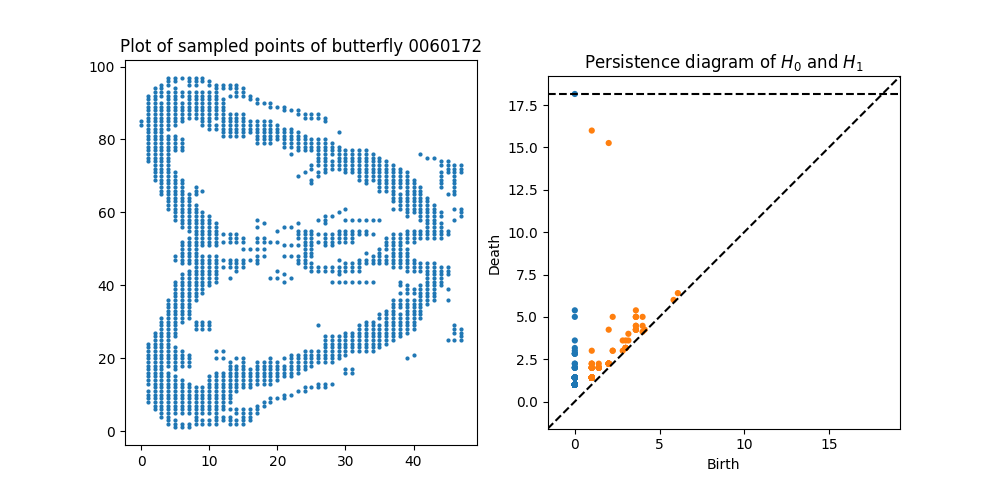 Plot of sampled points of butterfly 0060172
100
80
60
40
20
0
0 10 20 30 40
Persistence diagram of $H_0$ and $H_1$
Death
17.5
15.0
12.5
10.0
7.5
5.0
2.5
0.0
0 5 10 15
Birth